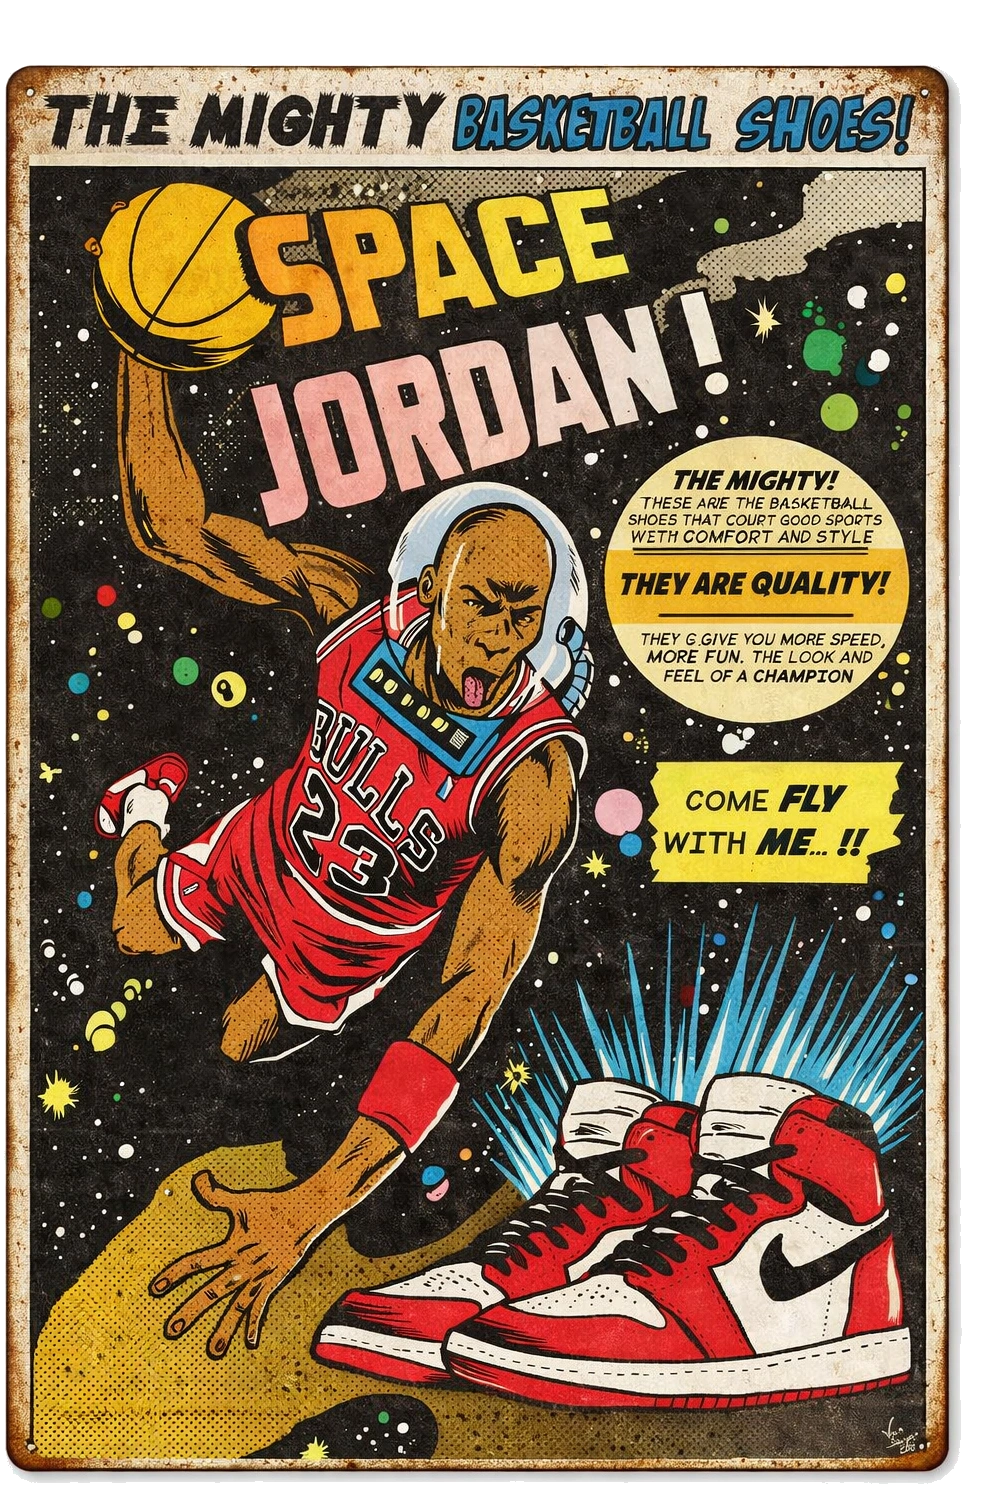 THE MIGHTY BASKETBALL SHOES!
SPACE
JORDAN!
THE MIGHTY!
THESE ARE THE BASKETBALL
SHOES THAT COURT GOOD SPORTS
WETH COMFORT AND STYLE
THEY ARE QUALITY!
THEY G.GIVE YOU MORE SPEED,
MORE FUN. THE LOOK AND
FEEL OF A CHAMPION
BULLS
23
COME FLY
WITH ME... !!